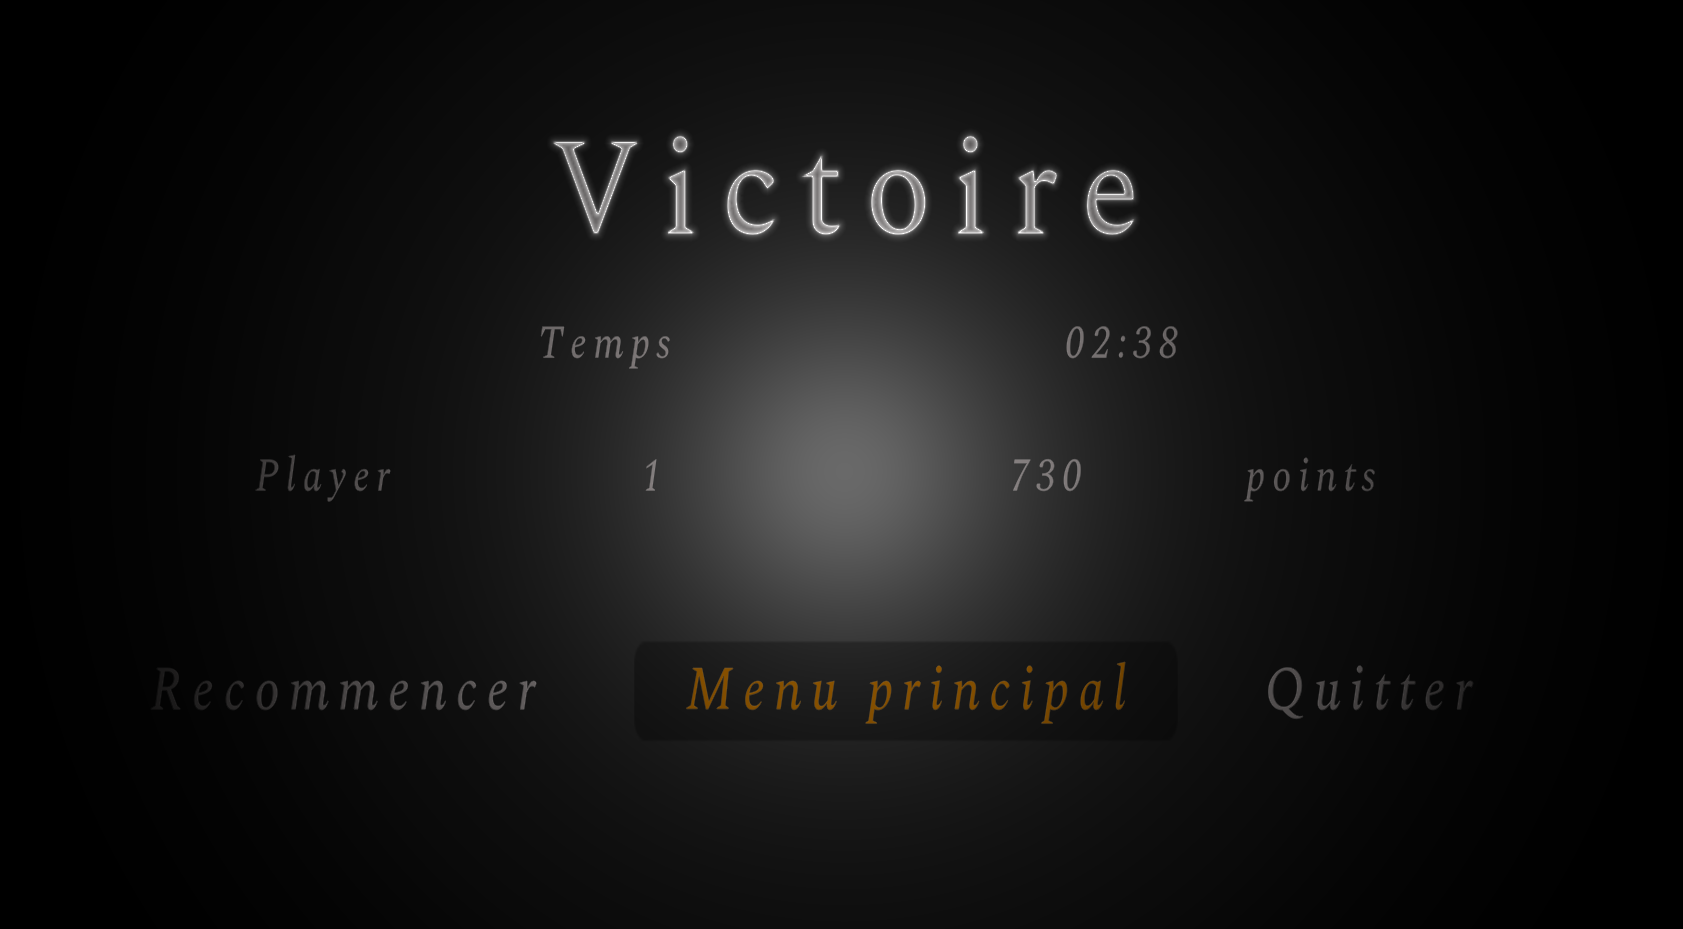 Victoire
Temps 02:38
Player 1 730 points
Recommencer Menu principal Quitter